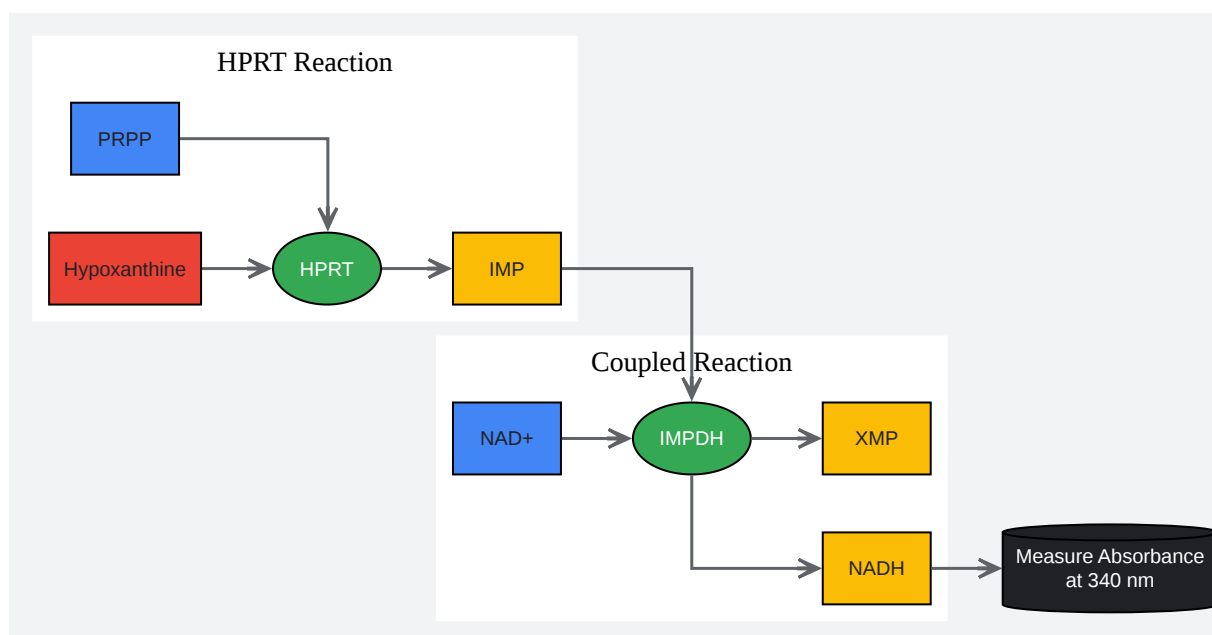 HPRT Reaction
PRPP
Hypoxanthine
HPRT
IMP
Coupled Reaction
NAD+
IMPDH
XMP
NADH
Measure Absorbance
at 340 nm